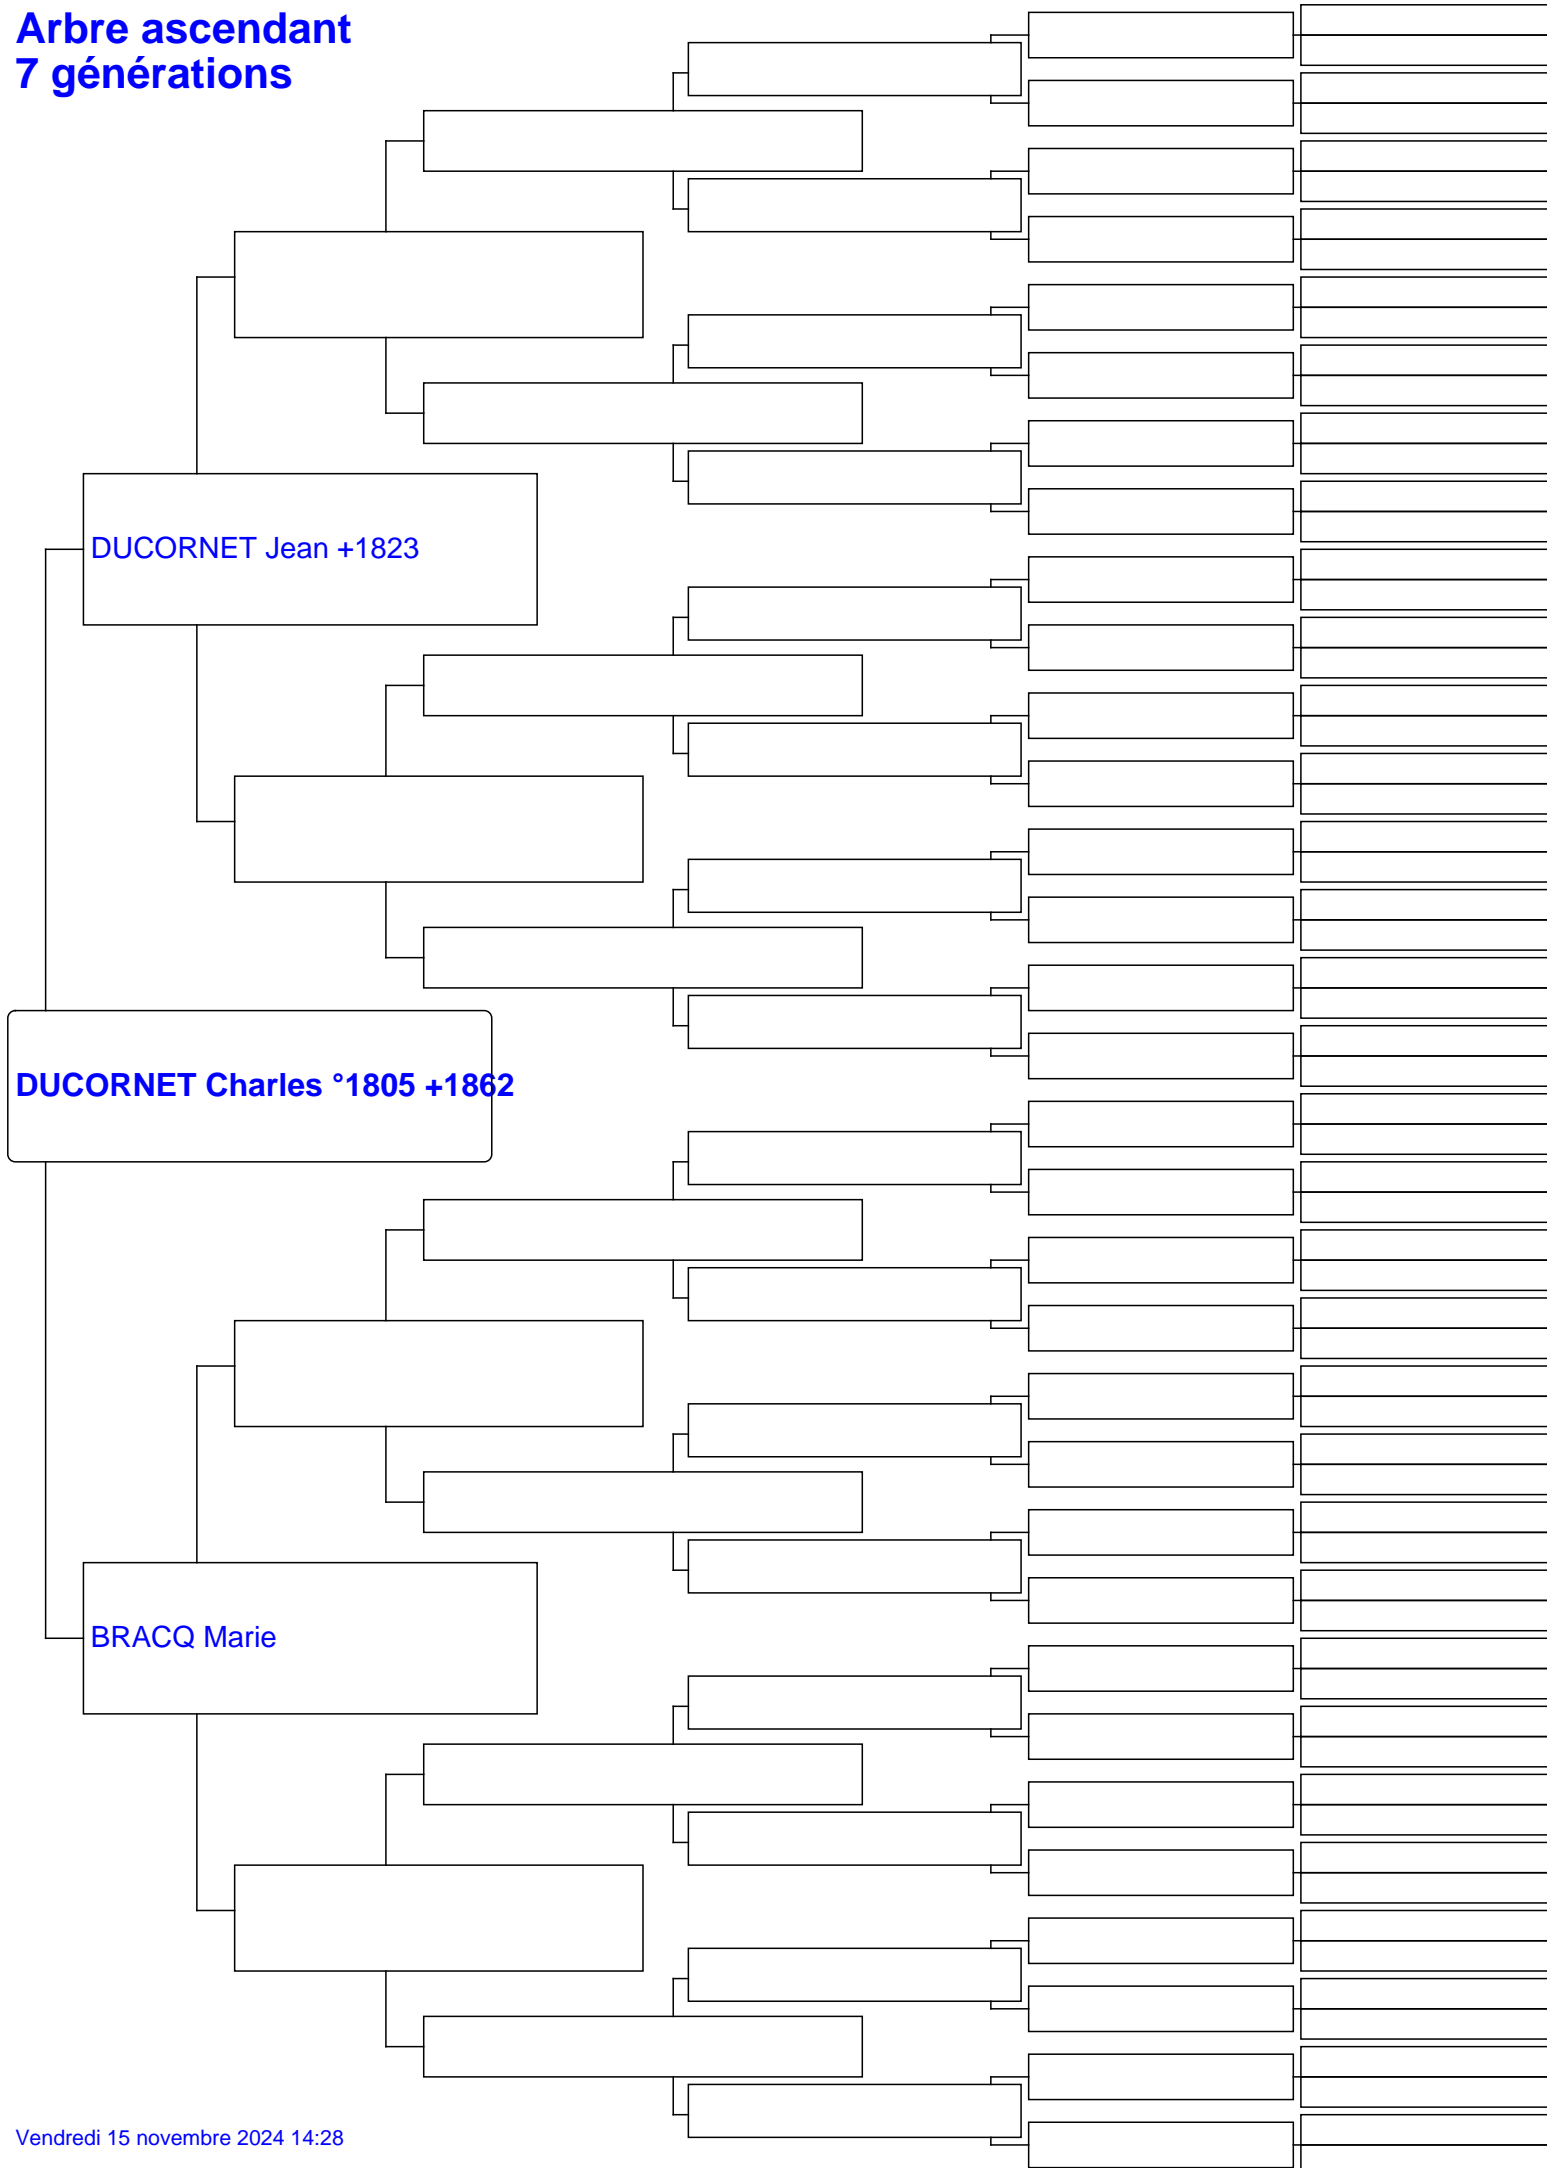 Arbre ascendant
7 générations
DUCORNET Jean +1823
DUCORNET Charles °1805 +1862
BRACQ Marie
Vendredi 15 novembre 2024 14:28